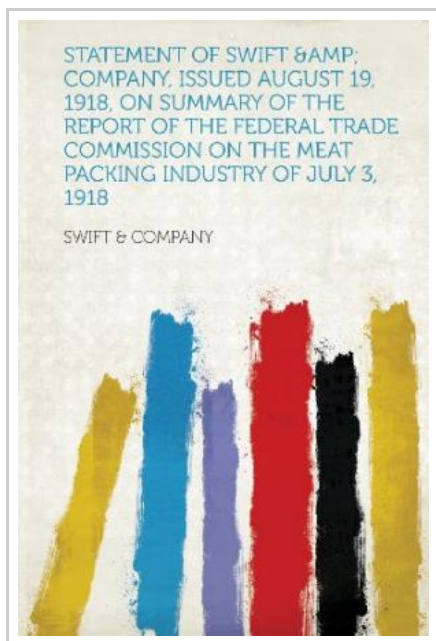 STATEMENT OF SWIFT &AMP;
COMPANY, ISSUED AUGUST 19,
1918, ON SUMMARY OF THE
REPORT OF THE FEDERAL TRADE
COMMISSION ON THE MEAT
PACKING INDUSTRY OF JULY 3,
1918
SWIFT & COMPANY